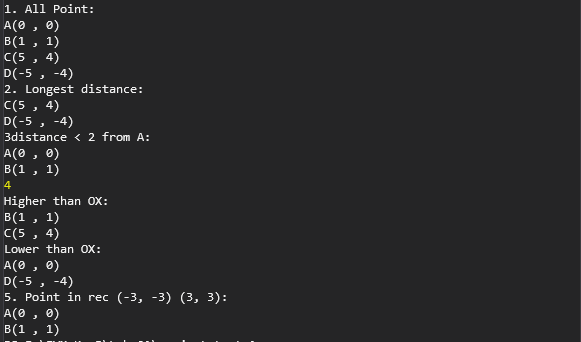 1. All Point:
A(0 , 0)
B(1 , 1)
C(5 , 4)
D(-5 , -4)
2. Longest distance:
C(5 , 4)
D(-5 , -4)
3distance < 2 from A:
A(0 , 0)
B(1 , 1)
4
Higher than OX:
B(1 , 1)
C(5 , 4)
Lower than OX:
A(0 , 0)
D(-5 , -4)
5. Point in rec (-3, -3) (3, 3):
A(0 , 0)
B(1 , 1)